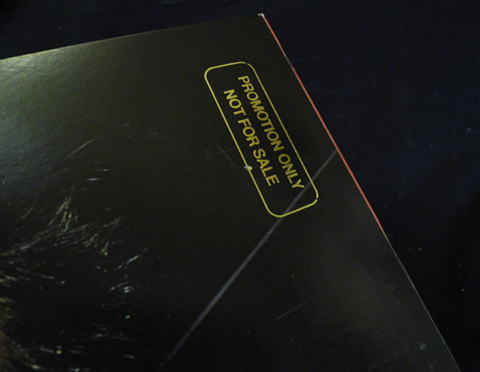 PROMOTION ONLY
NOT FOR SALE